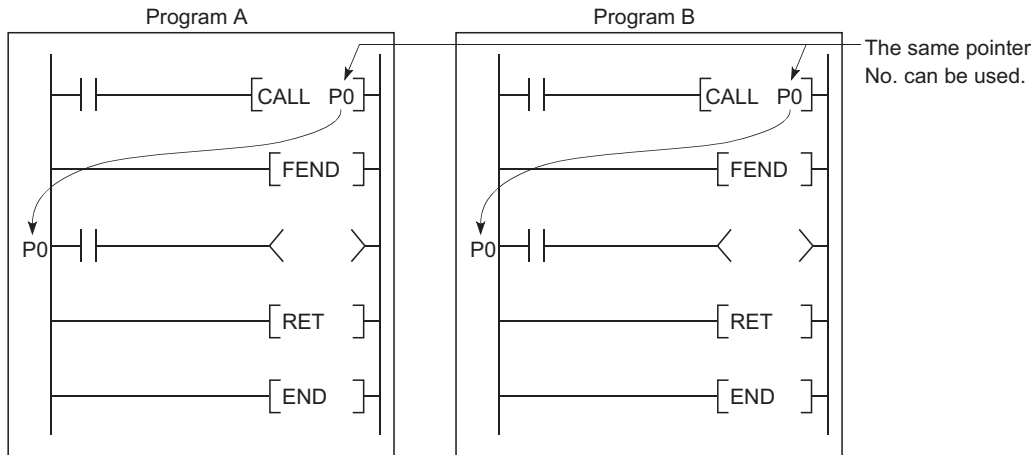 Program A
CALL P0
FEND
P0
RET
END
Program B
CALL P0
FEND
P0
RET
END
The same pointer
No. can be used.